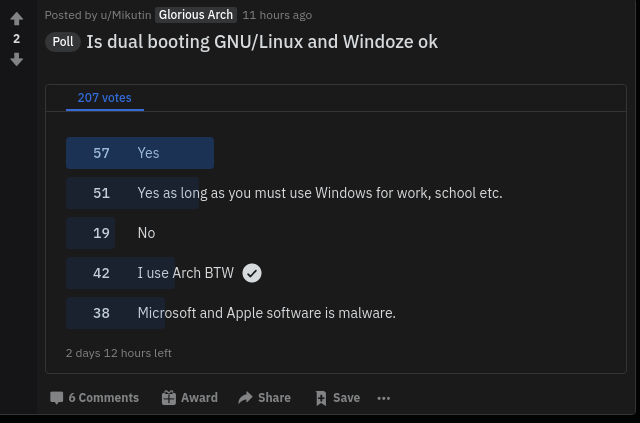 Posted by u/Mikutin Glorious Arch 11 hours ago
2
Poll Is dual booting GNU/Linux and Windoze ok
207 votes
57 Yes
51 Yes as long as you must use Windows for work, school etc.
19 No
42 I use Arch BTW
38 Microsoft and Apple software is malware.
2 days 12 hours left
6 Comments Award Share Save